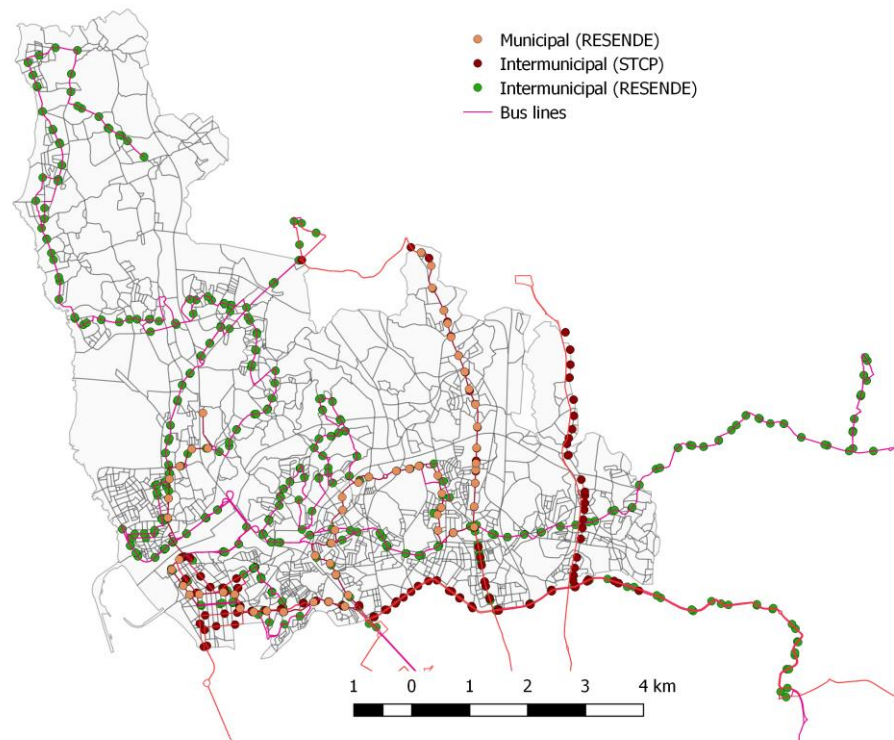 Municipal (RESENDE)
Intermunicipal (STCP)
Intermunicipal (RESENDE)
Bus lines
1 0 1 2 3 4 km